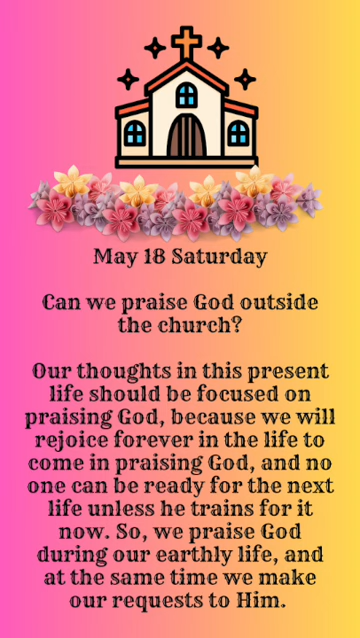 May 18 Saturday
Can we praise God outside
the church?
Our thoughts in this present
life should be focused on
praising God, because we will
rejoice forever in the life to
come in praising God, and no
one can be ready for the next
life unless he trains for it
now. So, we praise God
during our earthly life, and
at the same time we make
our requests to Him.